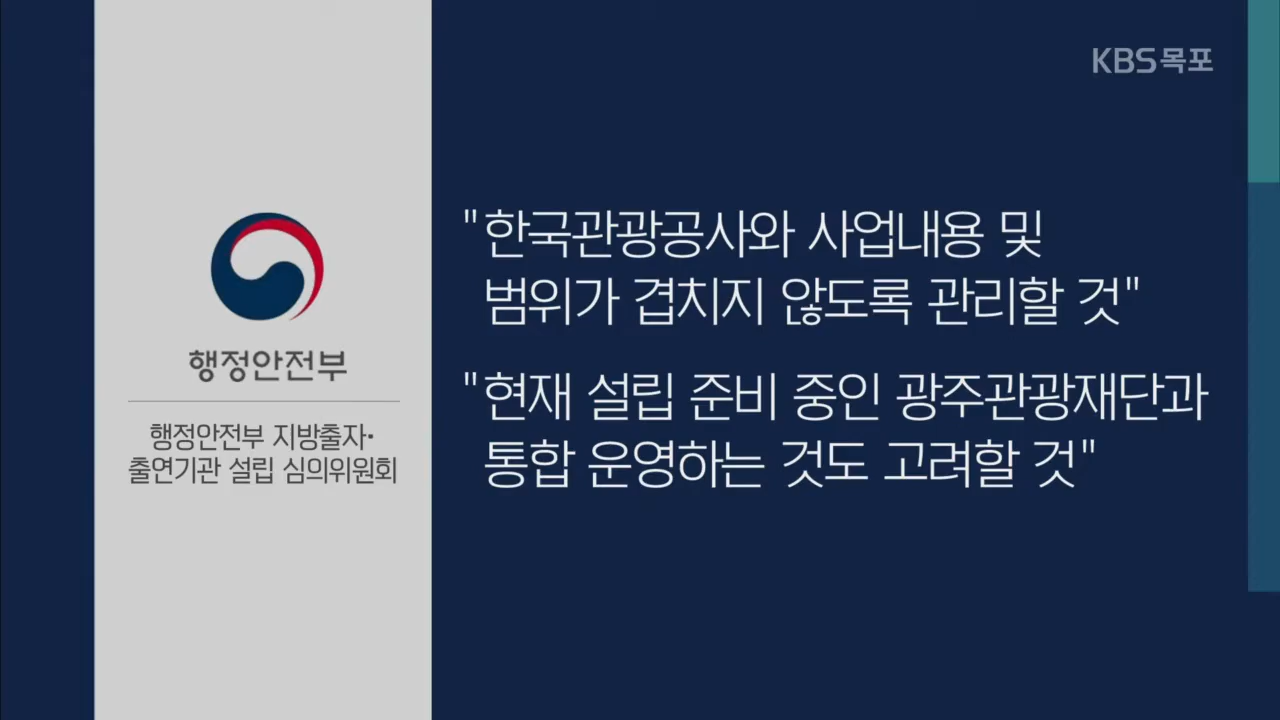 KBS목포
행정안전부
행정안전부 지방출자·
출연기관 설립 심의위원회
"한국관광공사와 사업내용 및
범위가 겹치지 않도록 관리할 것"
"현재 설립 준비 중인 광주관광재단과
통합 운영하는 것도 고려할 것"